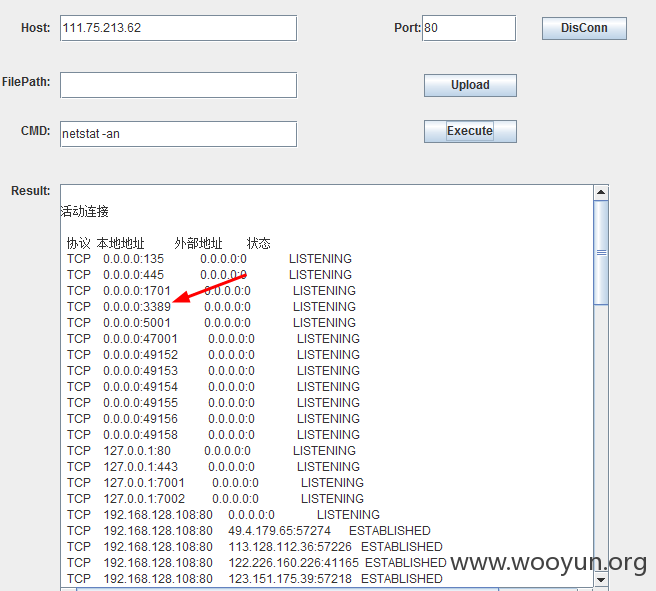 Host: 111.75.213.62 Port: 80 DisConn
FilePath: Upload
CMD: netstat -an Execute
Result:
活动连接
协议 本地地址 外部地址 状态
TCP 0.0.0.0:135 0.0.0.0:0 LISTENING
TCP 0.0.0.0:445 0.0.0.0:0 LISTENING
TCP 0.0.0.0:1701 0.0.0.0:0 LISTENING
TCP 0.0.0.0:3389 0.0.0.0:0 LISTENING
TCP 0.0.0.0:5001 0.0.0.0:0 LISTENING
TCP 0.0.0.0:47001 0.0.0.0:0 LISTENING
TCP 0.0.0.0:49152 0.0.0.0:0 LISTENING
TCP 0.0.0.0:49153 0.0.0.0:0 LISTENING
TCP 0.0.0.0:49154 0.0.0.0:0 LISTENING
TCP 0.0.0.0:49155 0.0.0.0:0 LISTENING
TCP 0.0.0.0:49156 0.0.0.0:0 LISTENING
TCP 0.0.0.0:49158 0.0.0.0:0 LISTENING
TCP 127.0.0.1:80 0.0.0.0:0 LISTENING
TCP 127.0.0.1:443 0.0.0.0:0 LISTENING
TCP 127.0.0.1:7001 0.0.0.0:0 LISTENING
TCP 127.0.0.1:7002 0.0.0.0:0 LISTENING
TCP 192.168.128.108:80 0.0.0.0:0 LISTENING
TCP 192.168.128.108:80 49.4.179.65:57274 ESTABLISHED
TCP 192.168.128.108:80 113.128.112.36:57226 ESTABLISHED
TCP 192.168.128.108:80 122.226.160.226:41165 ESTABLISHED
TCP 192.168.128.108:80 123.151.175.39:57218 ESTABLISHED
www.wooyun.org